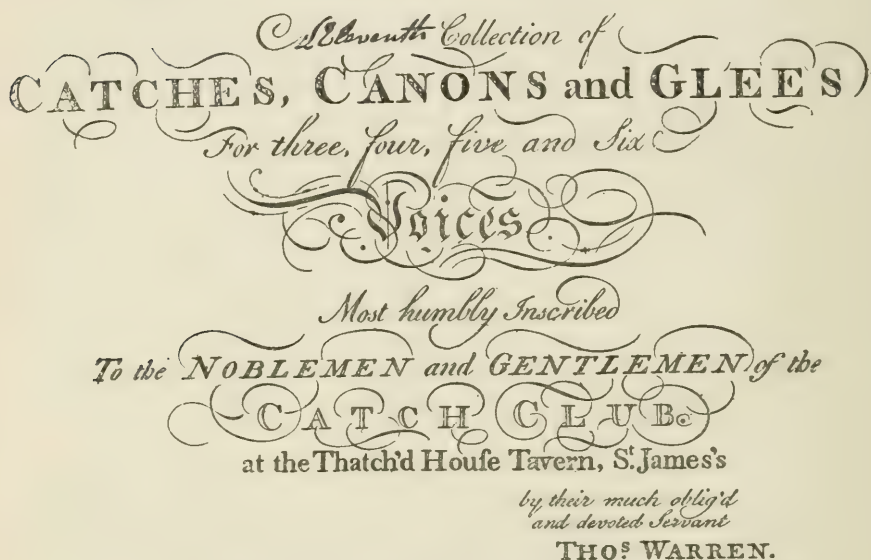 Eleventh Collection of
CATCHES, CANONS and GLEES
For three, four, five and Six
Voices
Most humbly Inscribed
To the NOBLEMEN and GENTLEMEN of the
CATCH CLUB.
at the Thatch'd Houſe Tavern, St. James's
by their much oblig'd
and devoted Servant
THOs. WARREN.